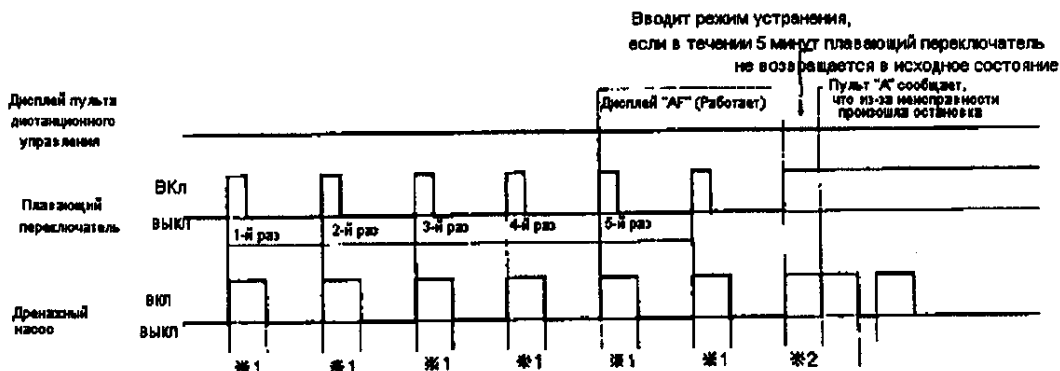 Вводит режим устранения,
если в течении 5 минут плавающий переключатель
не возвращается в исходное состояние
Дисплей пульта
дистанционного
управления
Дисплей "AF" (Работает)
Пульт "А" сообщает,
что из-за неисправности
произошла остановка
ВКл
Плавающий
переключатель
ВЫКЛ
1-й раз
2-й раз
3-й раз
4-й раз
5-й раз
Дренажный
насос
ВКЛ
ВЫКЛ
※1
※1
※1
※1
※1
※1
※2